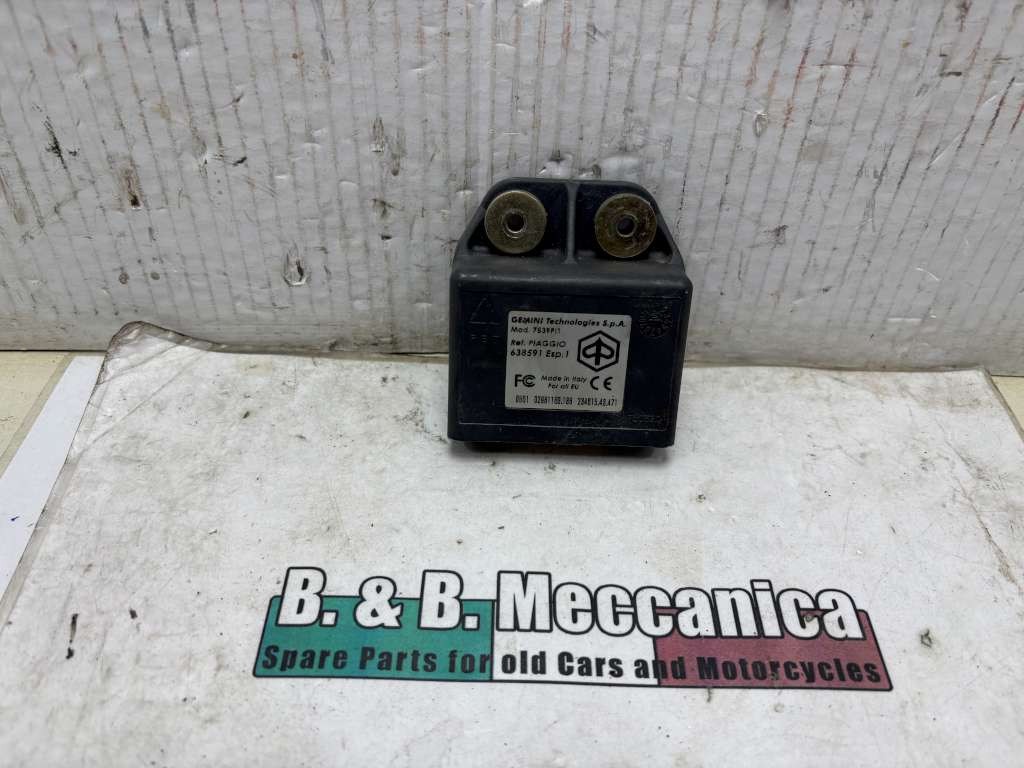 GEMINI Technologies S.p.A.
Mod. 7539PI1
Ref. PIAGGIO
638591 Esp.1
FC Made in Italy CE
For all EU
B. & B. Meccanica
Spare Parts for old Cars and Motorcycles